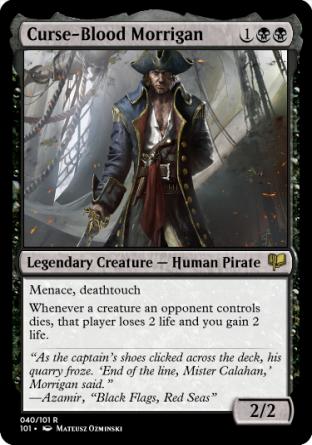 Curse-Blood Morrigan 1
Legendary Creature — Human Pirate
Menace, deathtouch
Whenever a creature an opponent controls
dies, that player loses 2 life and you gain 2
life.
“As the captain's shoes clicked across the deck, his
quarry froze. ‘End of the line, Mister Calahan,’
Morrigan said.”
—Azamir, “Black Flags, Red Seas”
2/2
040/101 R
101 • Mateusz Ozminski